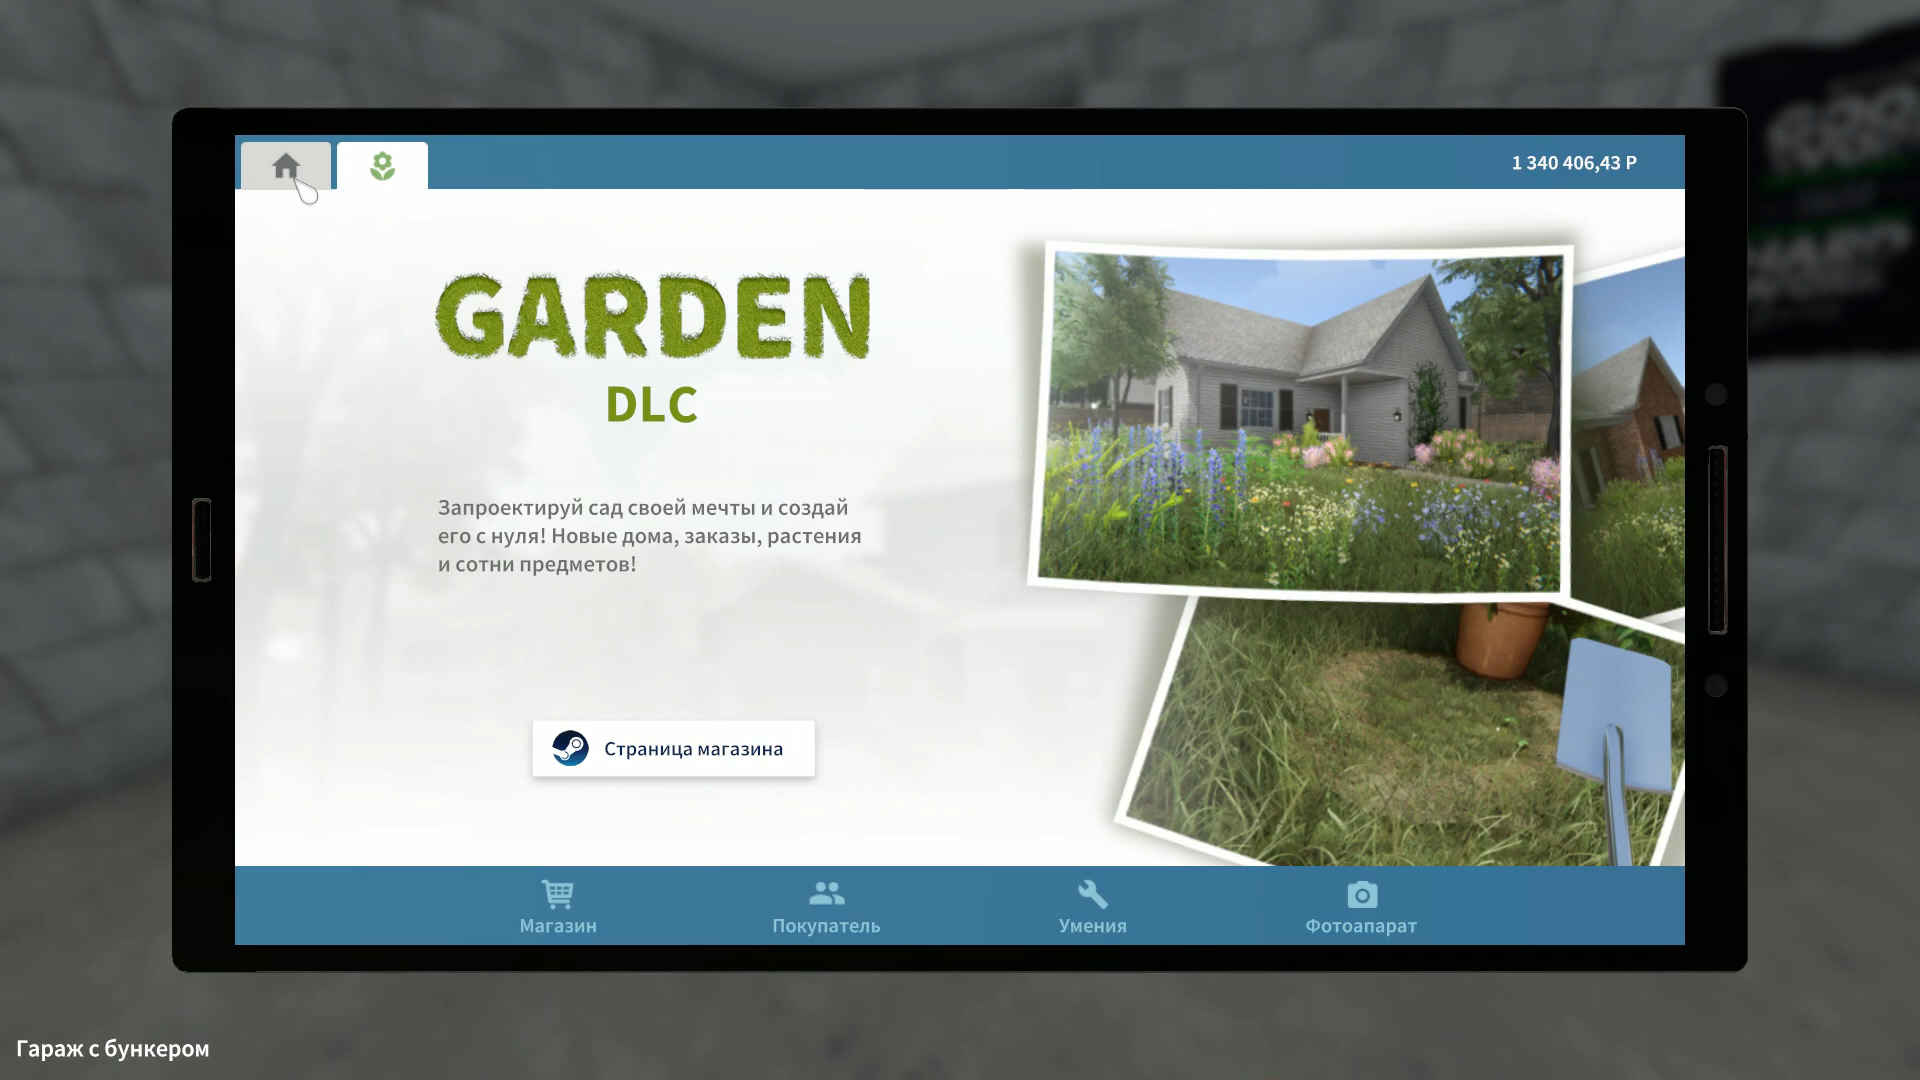 1 340 406,43 P
GARDEN
DLC
Запроектируй сад своей мечты и создай
его с нуля! Новые дома, заказы, растения
и сотни предметов!
Страница магазина
Магазин
Покупатель
Умения
Фотоапарат
Гараж с бункером